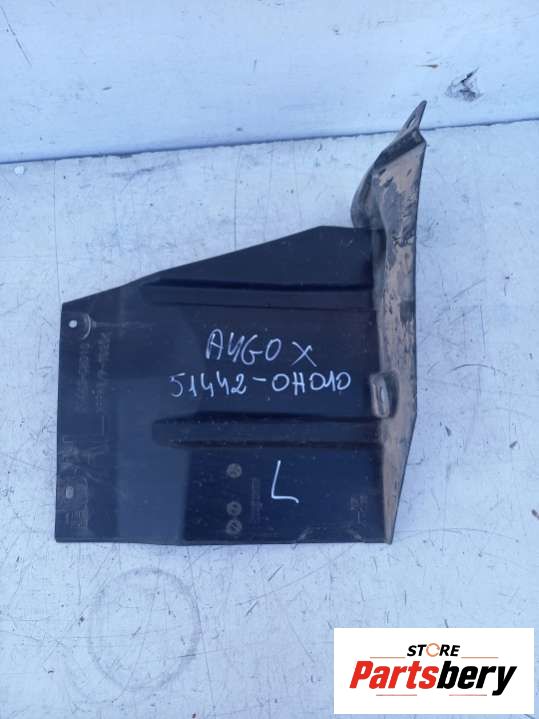 AYGO X
51442-0H010
L
STORE
Partsbery